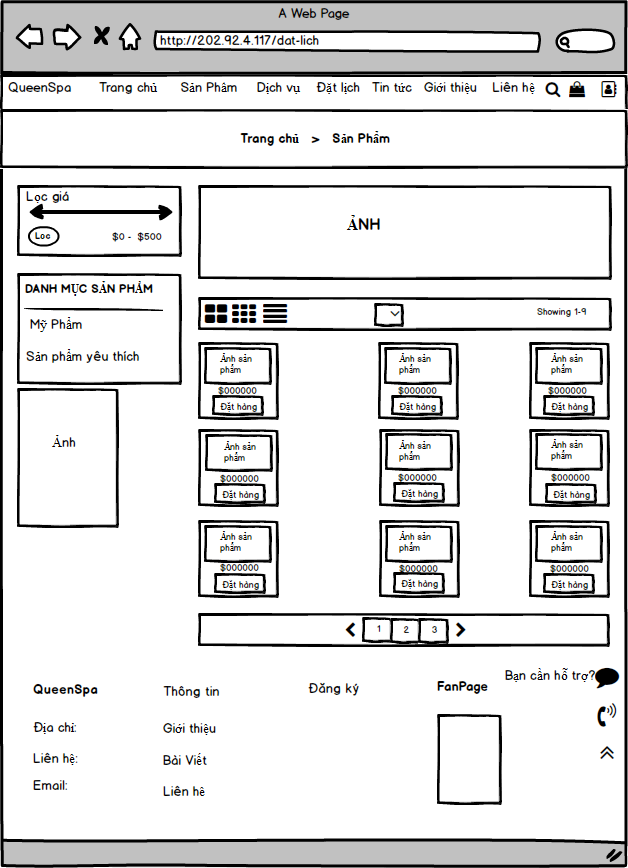 A Web Page
http://202.92.4.117/dat-lich
QueenSpa Trang chủ Sản Phẩm Dịch vụ Đặt lịch Tin tức Giới thiệu Liên hệ
Trang chủ > Sản Phẩm
Lọc giá
Loc $0 - $500
DANH MỤC SẢN PHẨM
Mỹ Phẩm
Sản phẩm yêu thích
Ảnh
ẢNH
Showing 1-9
Ảnh sản
phẩm
$000000
Đặt hàng
Ảnh sản
phẩm
$000000
Đặt hàng
Ảnh sản
phẩm
$000000
Đặt hàng
Ảnh sản
phẩm
$000000
Đặt hàng
Ảnh sản
phẩm
$000000
Đặt hàng
Ảnh sản
phẩm
$000000
Đặt hàng
Ảnh sản
phẩm
$000000
Đặt hàng
Ảnh sản
phẩm
$000000
Đặt hàng
Ảnh sản
phẩm
$000000
Đặt hàng
1 2 3
Bạn cần hỗ trợ?
QueenSpa
Địa chỉ:
Liên hệ:
Email:
Thông tin
Giới thiệu
Bài Viết
Liên hệ
Đăng ký
FanPage